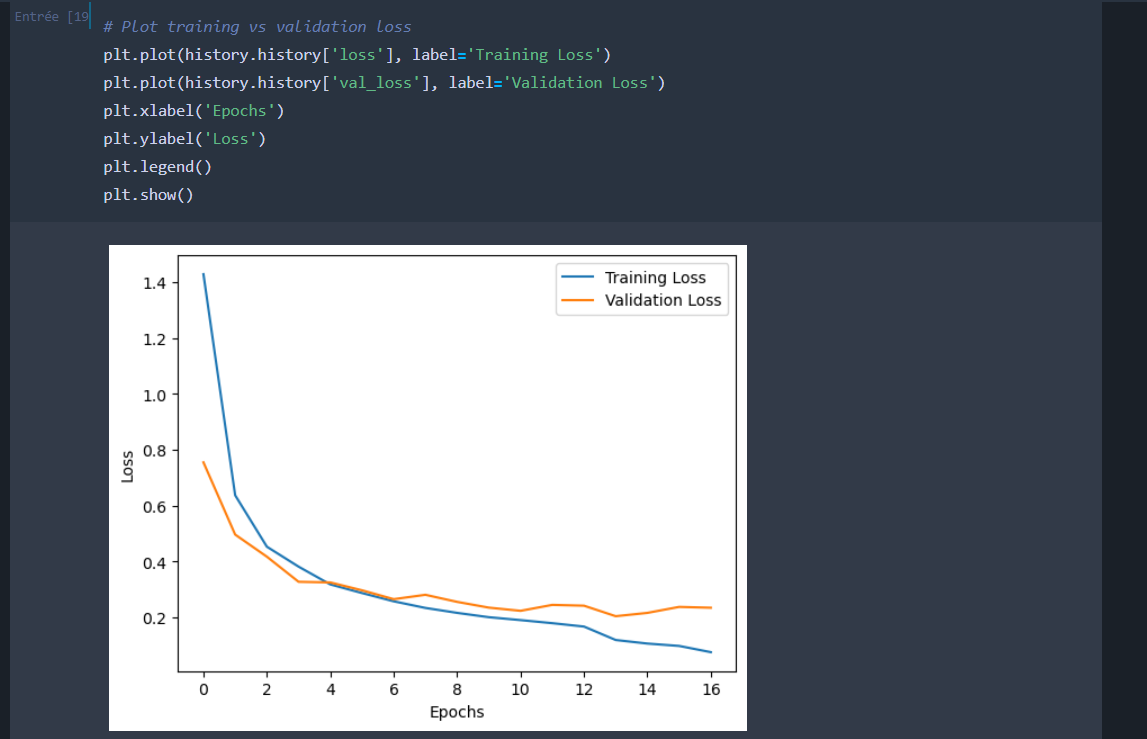 Entrée [19
# Plot training vs validation loss
plt.plot(history.history['loss'], label='Training Loss')
plt.plot(history.history['val_loss'], label='Validation Loss')
plt.xlabel('Epochs')
plt.ylabel('Loss')
plt.legend()
plt.show()
Training Loss
Validation Loss
1.4
1.2
1.0
0.8
0.6
0.4
0.2
Loss
0 2 4 6 8 10 12 14 16
Epochs